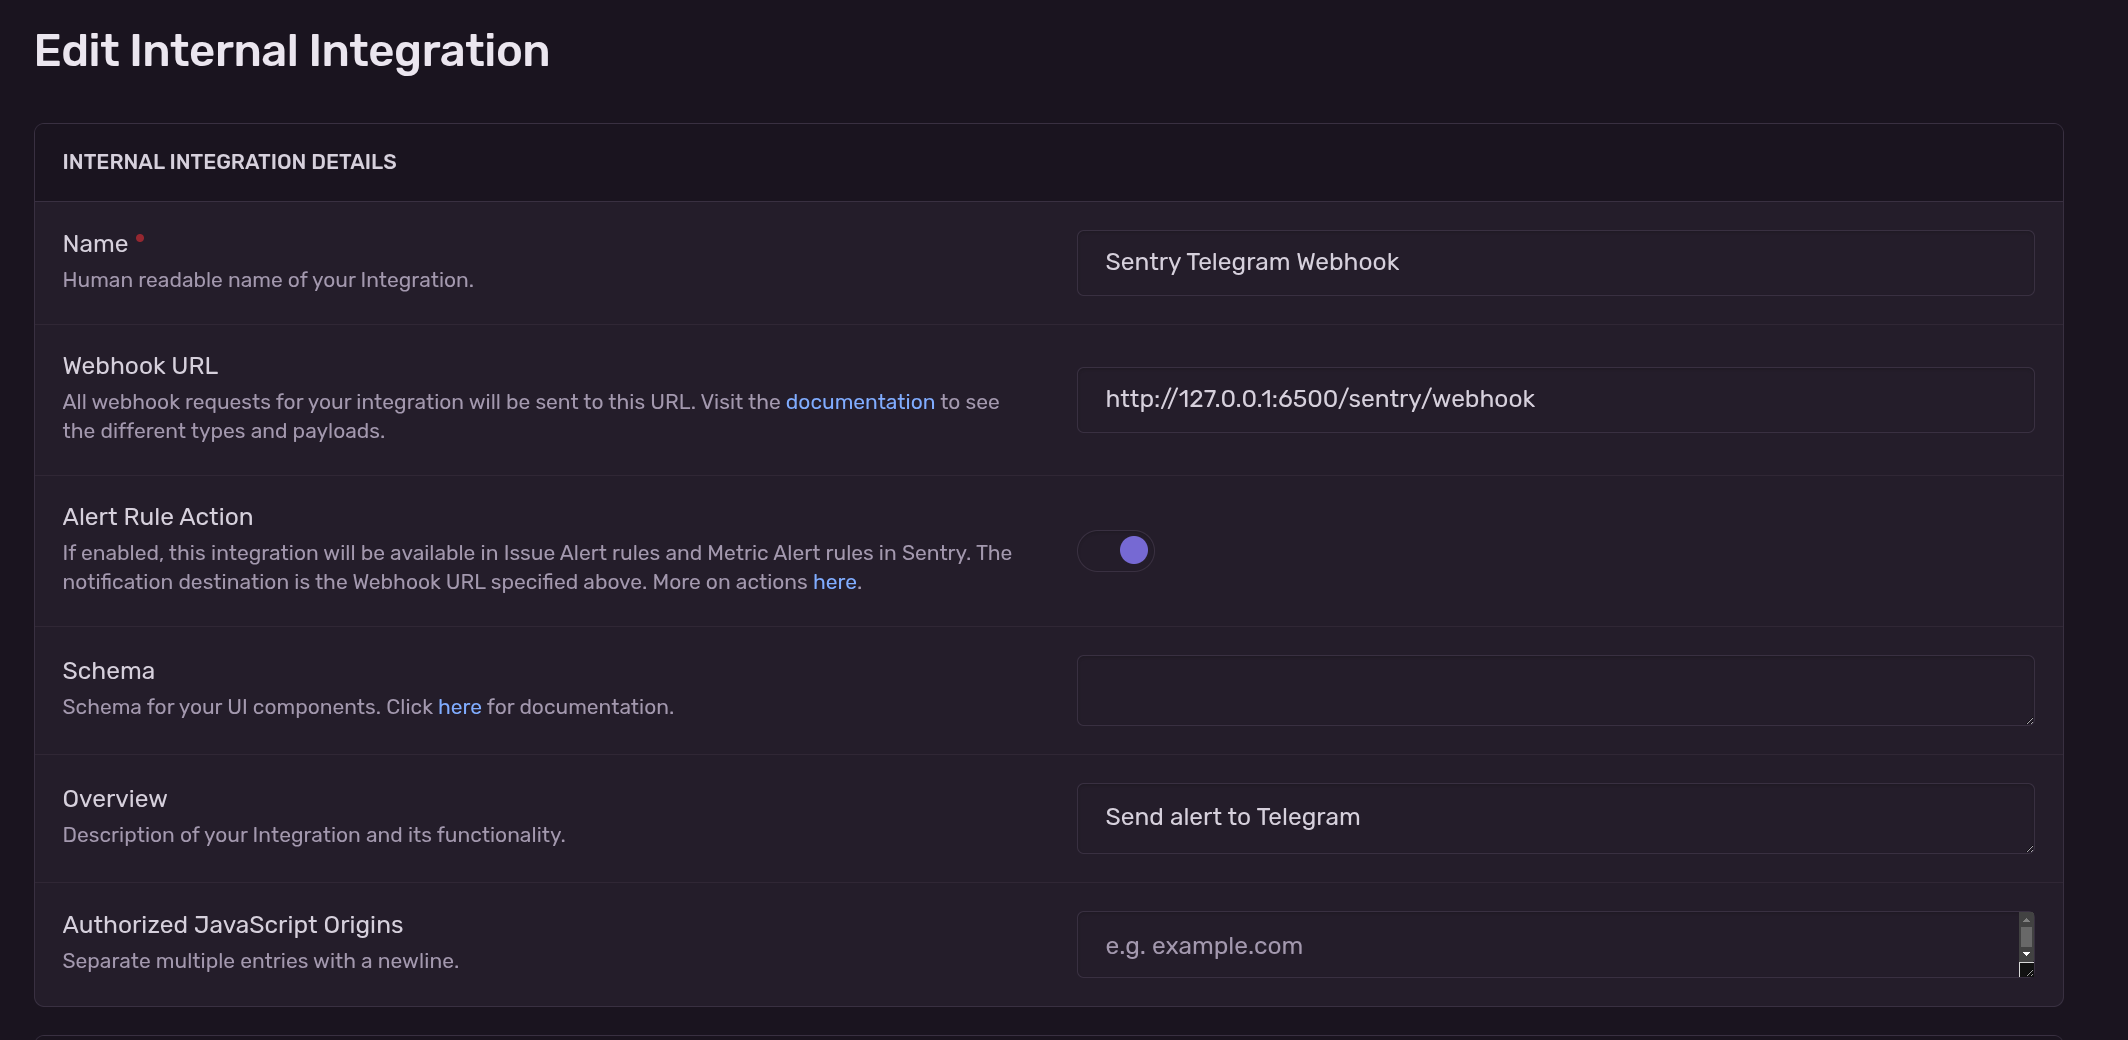 Edit Internal Integration
INTERNAL INTEGRATION DETAILS
Name
Human readable name of your Integration.
Sentry Telegram Webhook
Webhook URL
All webhook requests for your integration will be sent to this URL. Visit the documentation to see
the different types and payloads.
http://127.0.0.1:6500/sentry/webhook
Alert Rule Action
If enabled, this integration will be available in Issue Alert rules and Metric Alert rules in Sentry. The
notification destination is the Webhook URL specified above. More on actions here.
Schema
Schema for your UI components. Click here for documentation.
Overview
Description of your Integration and its functionality.
Send alert to Telegram
Authorized JavaScript Origins
Separate multiple entries with a newline.
e.g. example.com